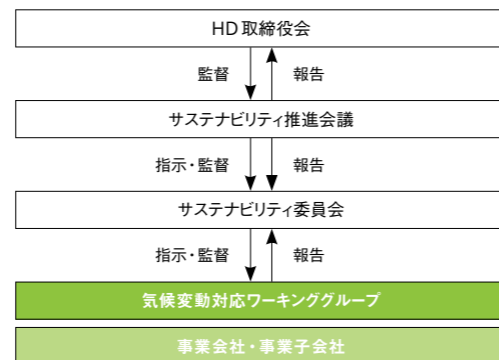 HD取締役会
監督 報告
サステナビリティ推進会議
指示・監督 報告
サステナビリティ委員会
指示・監督 報告
気候変動対応ワーキンググループ
事業会社・事業子会社